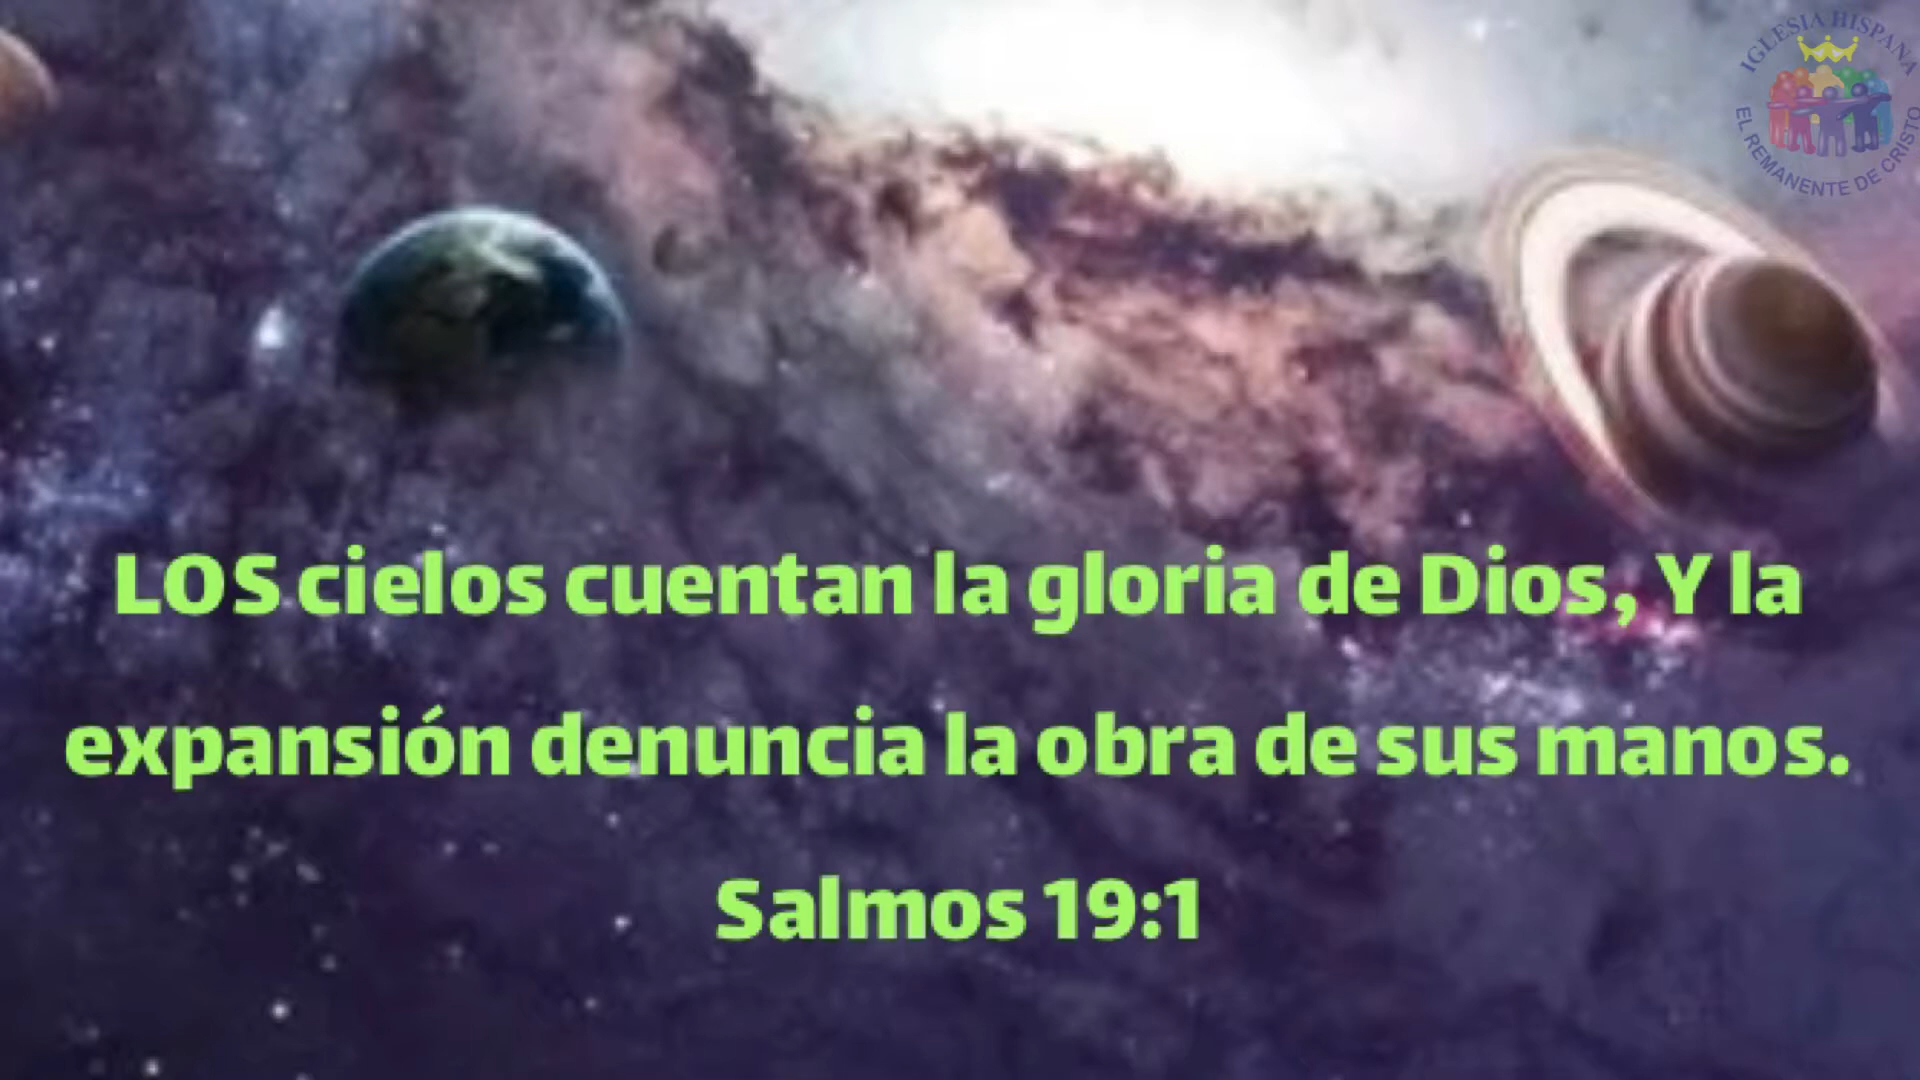 IGLESIA HISPANA
EL REMANENTE DE CRISTO
LOS cielos cuentan la gloria de Dios, Y la
expansión denuncia la obra de sus manos.
Salmos 19:1